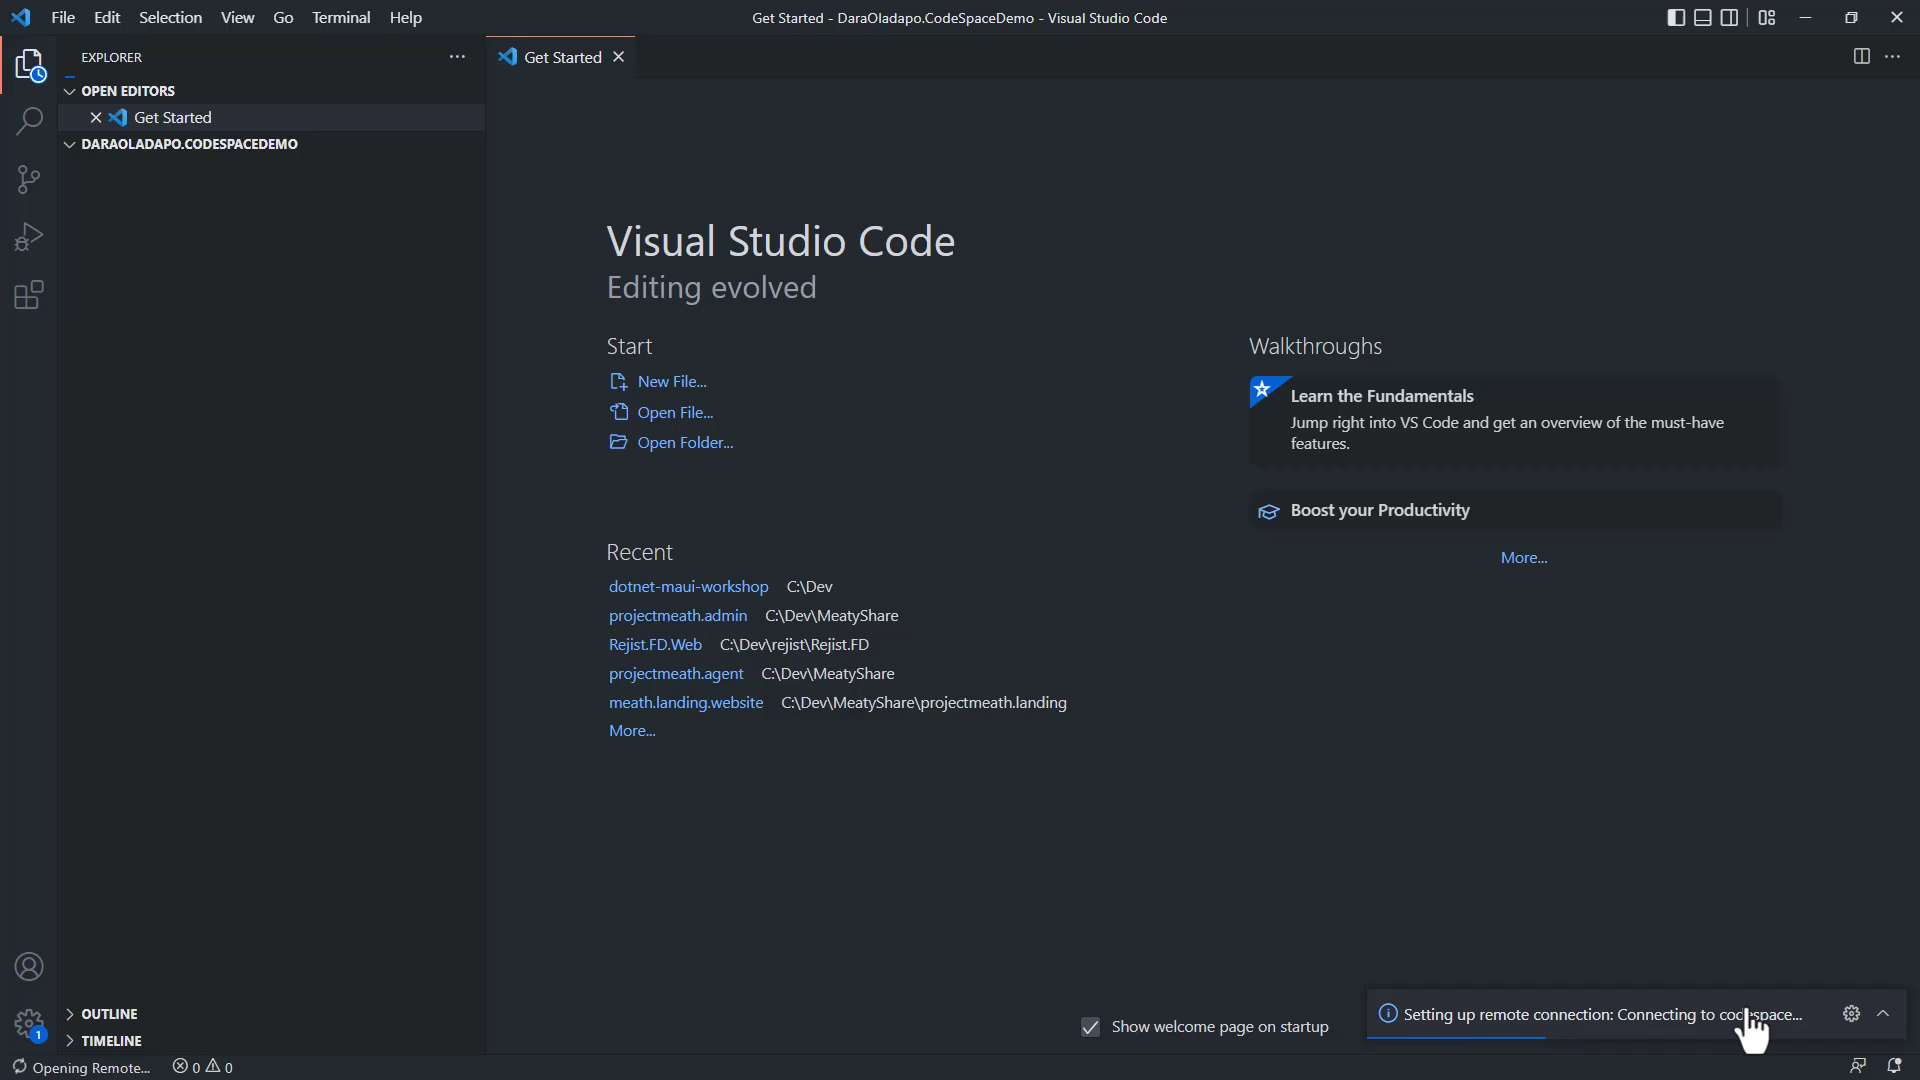 File Edit Selection View Go Terminal Help
Get Started - DaraOladapo.CodeSpaceDemo - Visual Studio Code
EXPLORER
Get Started
OPEN EDITORS
Get Started
DARAOLADAPO.CODESPACEDEMO
Visual Studio Code
Editing evolved
Start
New File...
Open File...
Open Folder...
Recent
dotnet-maui-workshop C:\Dev
projectmeath.admin C:\Dev\MeatyShare
Rejist.FD.Web C:\Dev\rejist\Rejist.FD
projectmeath.agent C:\Dev\MeatyShare
meath.landing.website C:\Dev\MeatyShare\projectmeath.landing
More...
Walkthroughs
Learn the Fundamentals
Jump right into VS Code and get an overview of the must-have
features.
Boost your Productivity
More...
OUTLINE
TIMELINE
1
Show welcome page on startup
Setting up remote connection: Connecting to codespace...
Opening Remote... 0 0